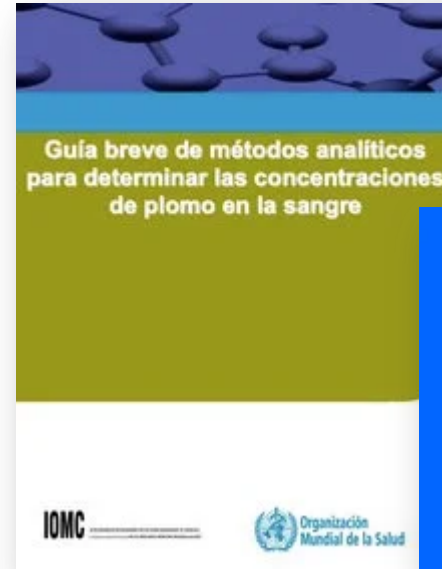 Guía breve de métodos analíticos
para determinar las concentraciones
de plomo en la sangre
IOMC
Organización
Mundial de la Salud